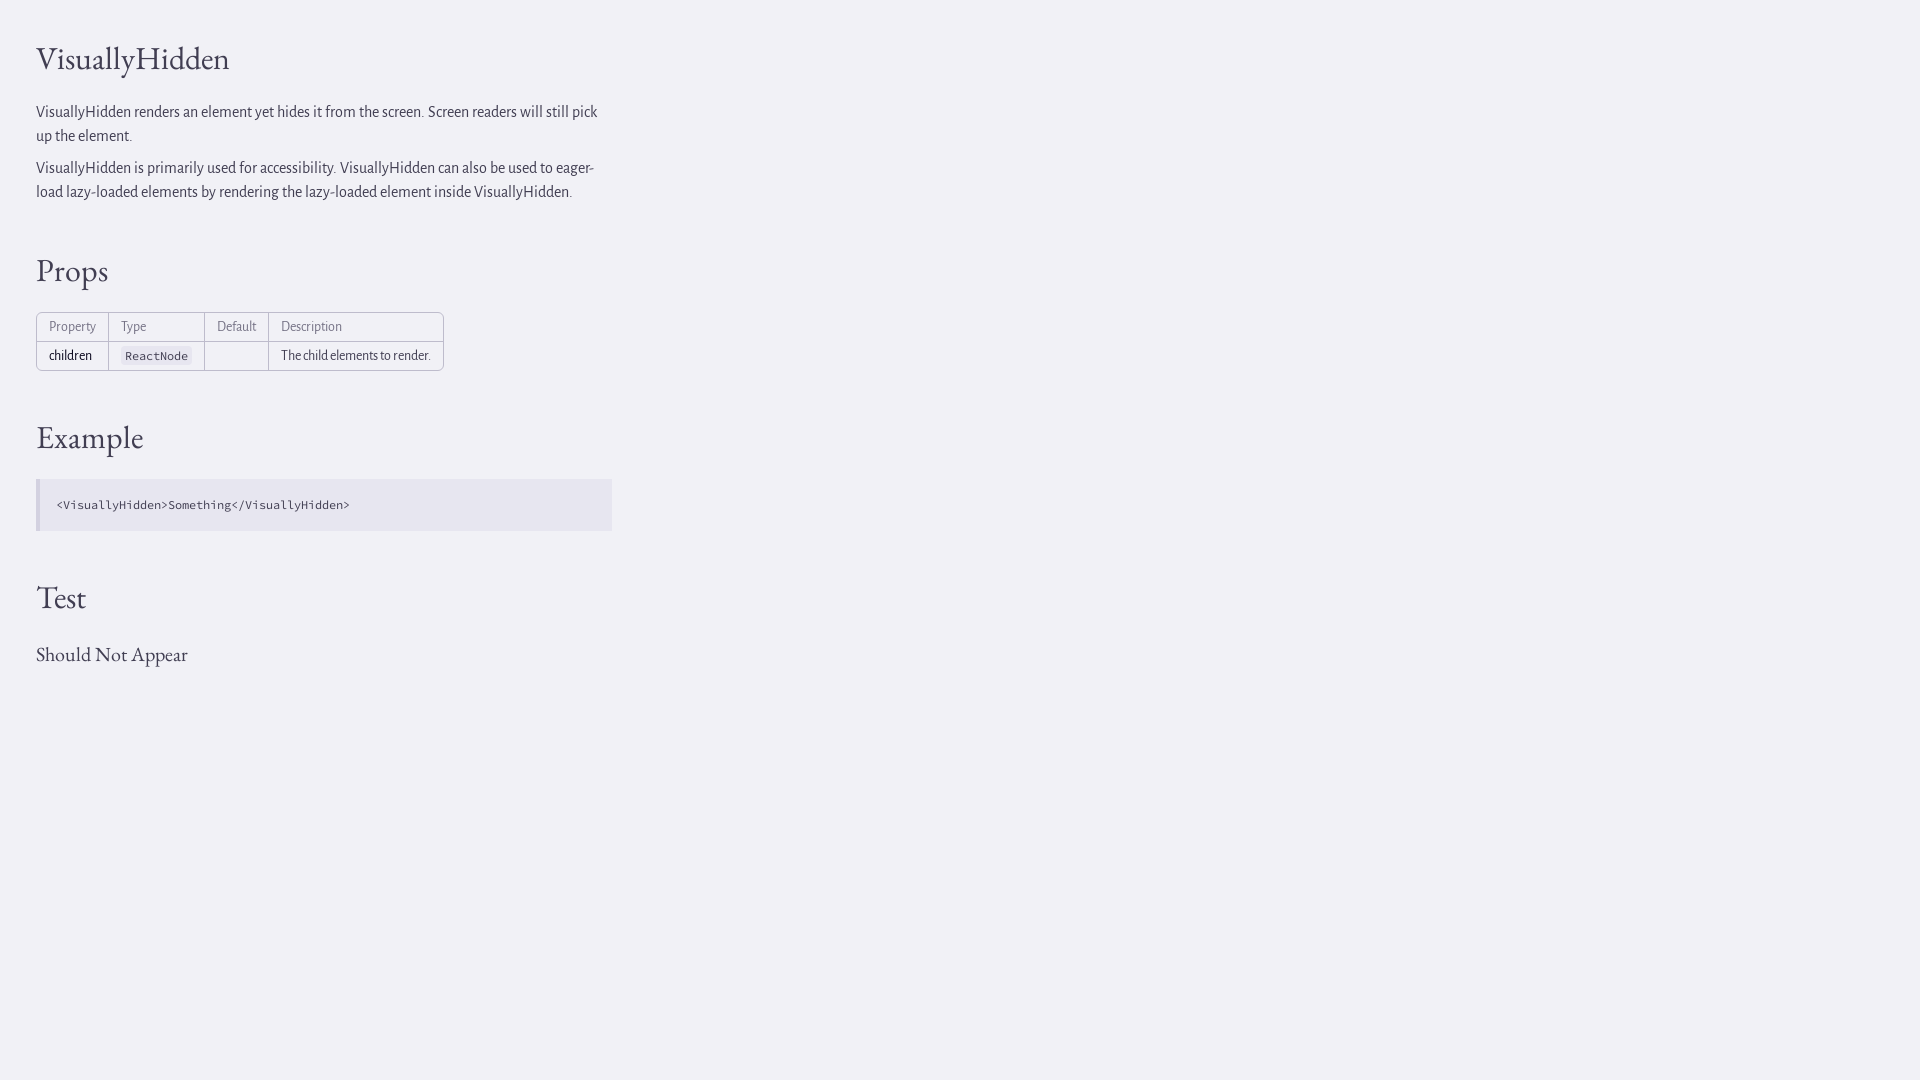 VisuallyHidden
VisuallyHidden renders an element yet hides it from the screen. Screen readers will still pick
up the element.
VisuallyHidden is primarily used for accessibility. VisuallyHidden can also be used to eager-
load lazy-loaded elements by rendering the lazy-loaded element inside VisuallyHidden.
Props
Property Type Default Description
children ReactNode The child elements to render.
Example
<VisuallyHidden>Something</VisuallyHidden>
Test
Should Not Appear